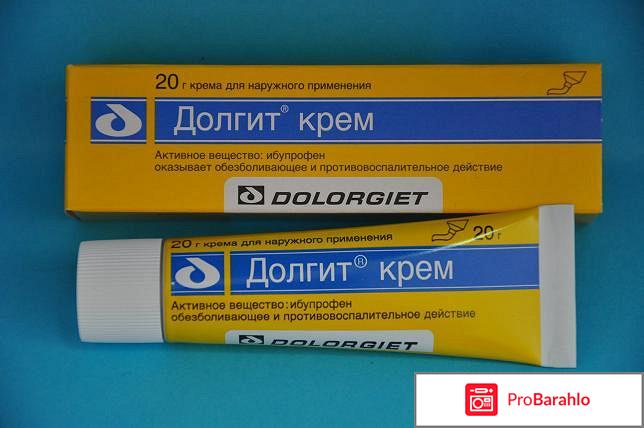 20 г крема для наружного применения
Долгит® крем
Активное вещество: ибупрофен
оказывает обезболивающее и противовоспалительное действие
DOLORGIET
20 г крема для наружного применения
20 г
Долгит® крем
Активное вещество: ибупрофен
обезболивающее и противовоспалительное действие
DOLORGIET
ProBarahlo